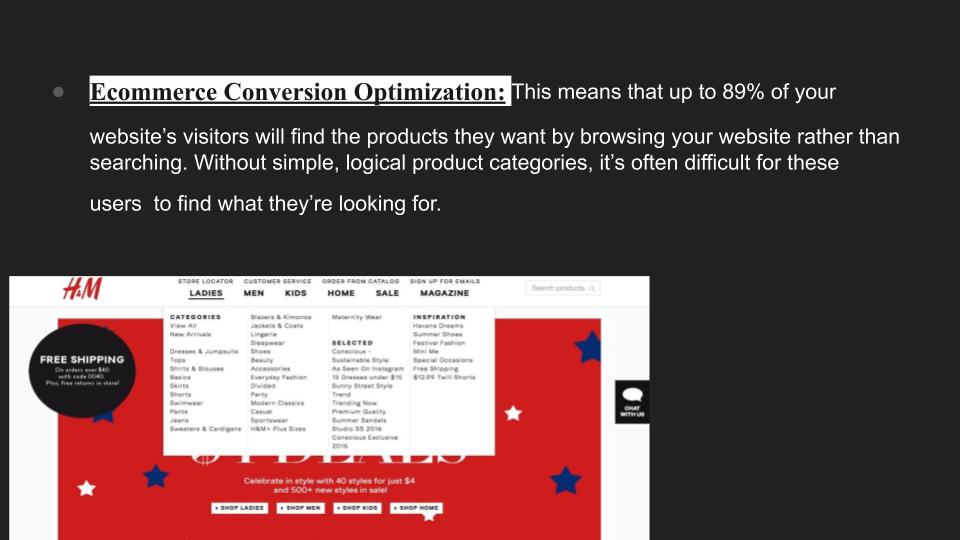 Ecommerce Conversion Optimization: This means that up to 89% of your
website’s visitors will find the products they want by browsing your website rather than
searching. Without simple, logical product categories, it’s often difficult for these
users  to find what they’re looking for.
H&M
STORE LOCATOR CUSTOMER SERVICE ORDER FROM CATALOG SIGN UP FOR EMAILS
LADIES MEN KIDS HOME SALE MAGAZINE
Search products
CATEGORIES
View All
New Arrivals
Dresses & Jumpsuits
Tops
Shirts & Blouses
Basics
Skirts
Shorts
Swimwear
Pants
Jeans
Sweaters & Cardigans
Blazers & Kimonos
Jackets & Coats
Lingerie
Sleepwear
Shoes
Beauty
Accessories
Everyday Fashion
Divided
Party
Modern Classics
Casual
Sportswear
H&M+ Plus Sizes
Maternity Wear
SELECTED
Conscious –
Sustainable Style
As Seen On Instagram
15 Dresses under $15
Sunny Street Style
Trend
Trending Now
Premium Quality
Summer Sandals
Studio SS 2016
Conscious Exclusive
2016
INSPIRATION
Havana Dreams
Summer Shoes
Festival Fashion
Mini Me
Special Occasions
Free Shipping
$12.99 Twill Shorts
FREE SHIPPING
On orders over $40
with code 0040
Plus, free returns in store!
CHAT
WITH US
DEALS
Celebrate in style with 40 styles for just $4
and 500+ new styles in sale!
SHOP LADIES SHOP MEN SHOP KIDS SHOP HOME